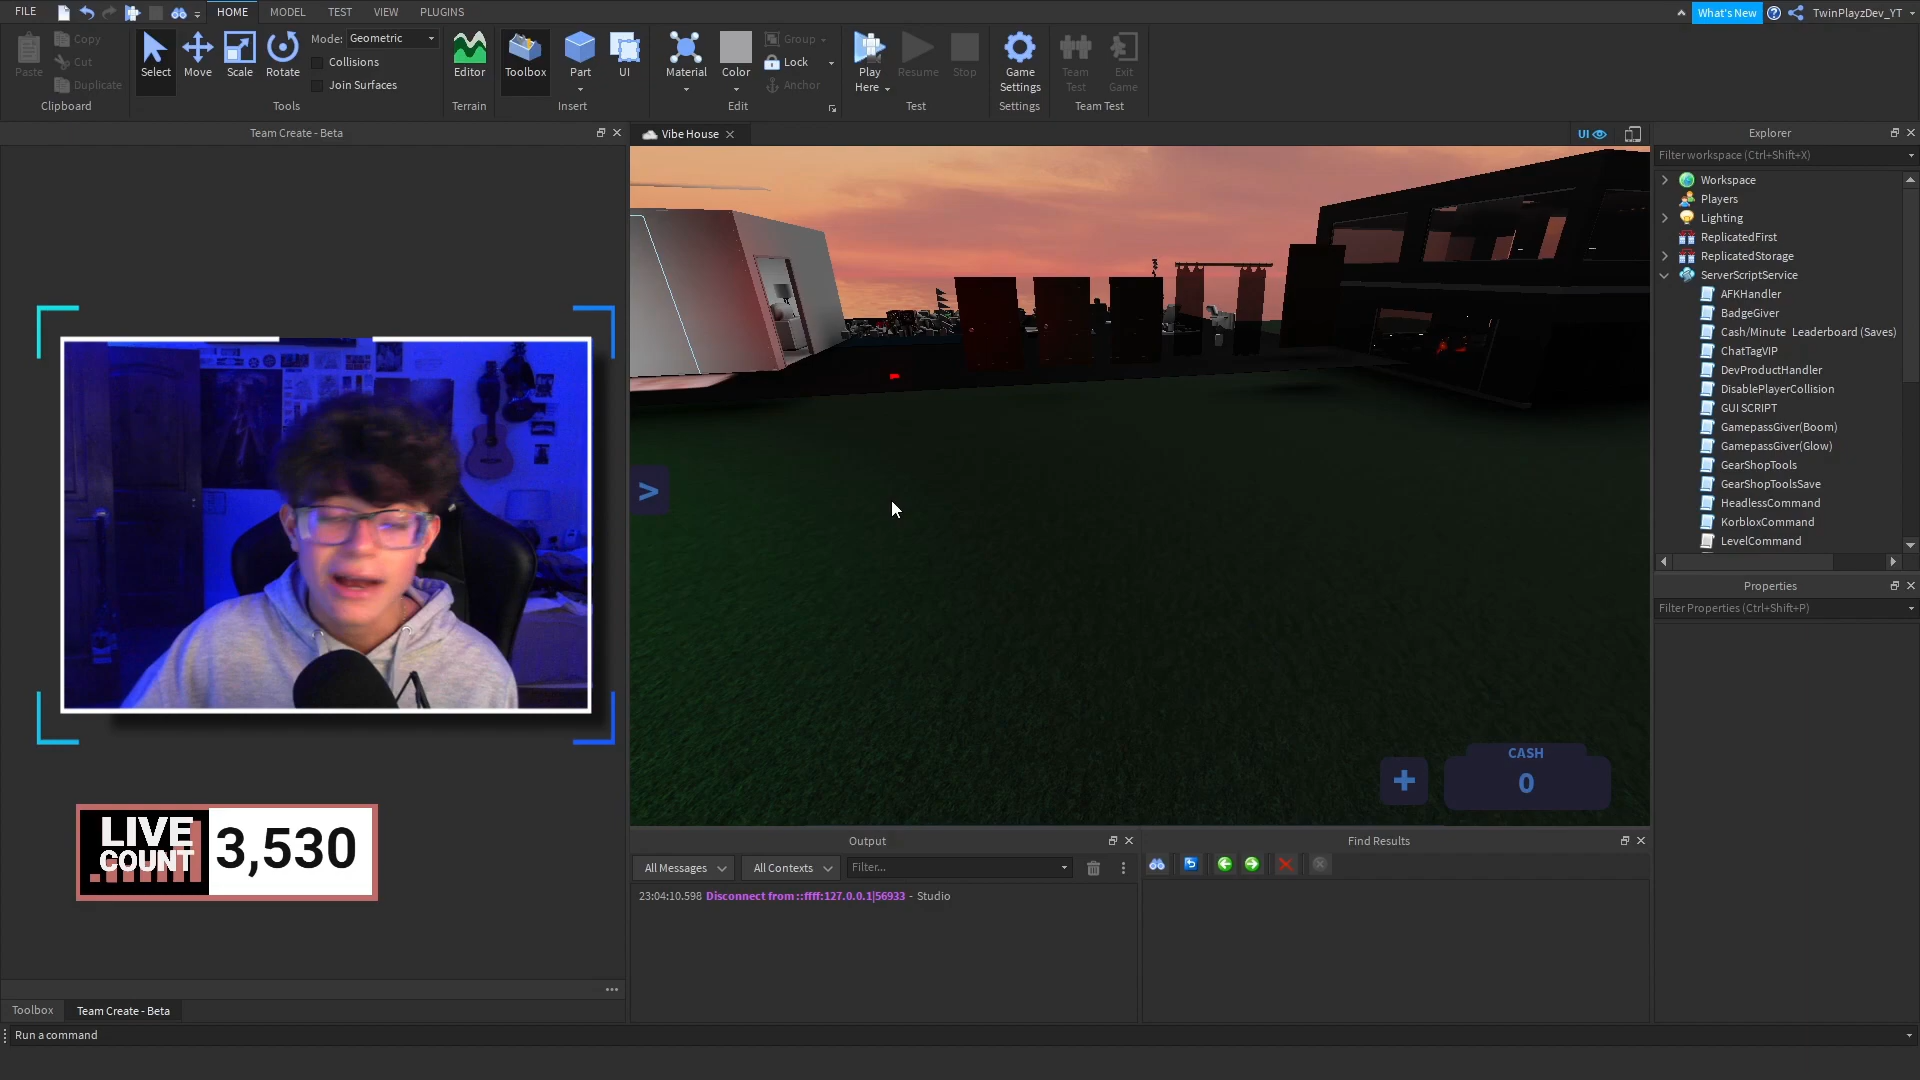 FILE
HOME
MODEL
TEST
VIEW
PLUGINS
What's New
TwinPlayzDev_YT
Paste
Copy
Cut
Duplicate
Clipboard
Select
Move
Scale
Rotate
Mode: Geometric
Collisions
Join Surfaces
Tools
Editor
Terrain
Toolbox
Part
UI
Insert
Material
Color
Group
Lock
Anchor
Edit
Play
Here
Resume
Stop
Test
Game
Settings
Settings
Team
Test
Exit
Game
Team Test
Team Create - Beta
Vibe House
UI
Explorer
Filter workspace (Ctrl+Shift+X)
Workspace
Players
Lighting
ReplicatedFirst
ReplicatedStorage
ServerScriptService
AFKHandler
BadgeGiver
Cash/Minute Leaderboard (Saves)
ChatTagVIP
DevProductHandler
DisablePlayerCollision
GUI SCRIPT
GamepassGiver(Boom)
GamepassGiver(Glow)
GearShopTools
GearShopToolsSave
HeadlessCommand
KorbloxCommand
LevelCommand
Properties
Filter Properties (Ctrl+Shift+P)
>
+
CASH
0
LIVE
COUNT
3,530
Output
All Messages
All Contexts
Filter...
23:04:10.598 Disconnect from ::ffff:127.0.0.1|56933 - Studio
Find Results
Toolbox
Team Create - Beta
Run a command